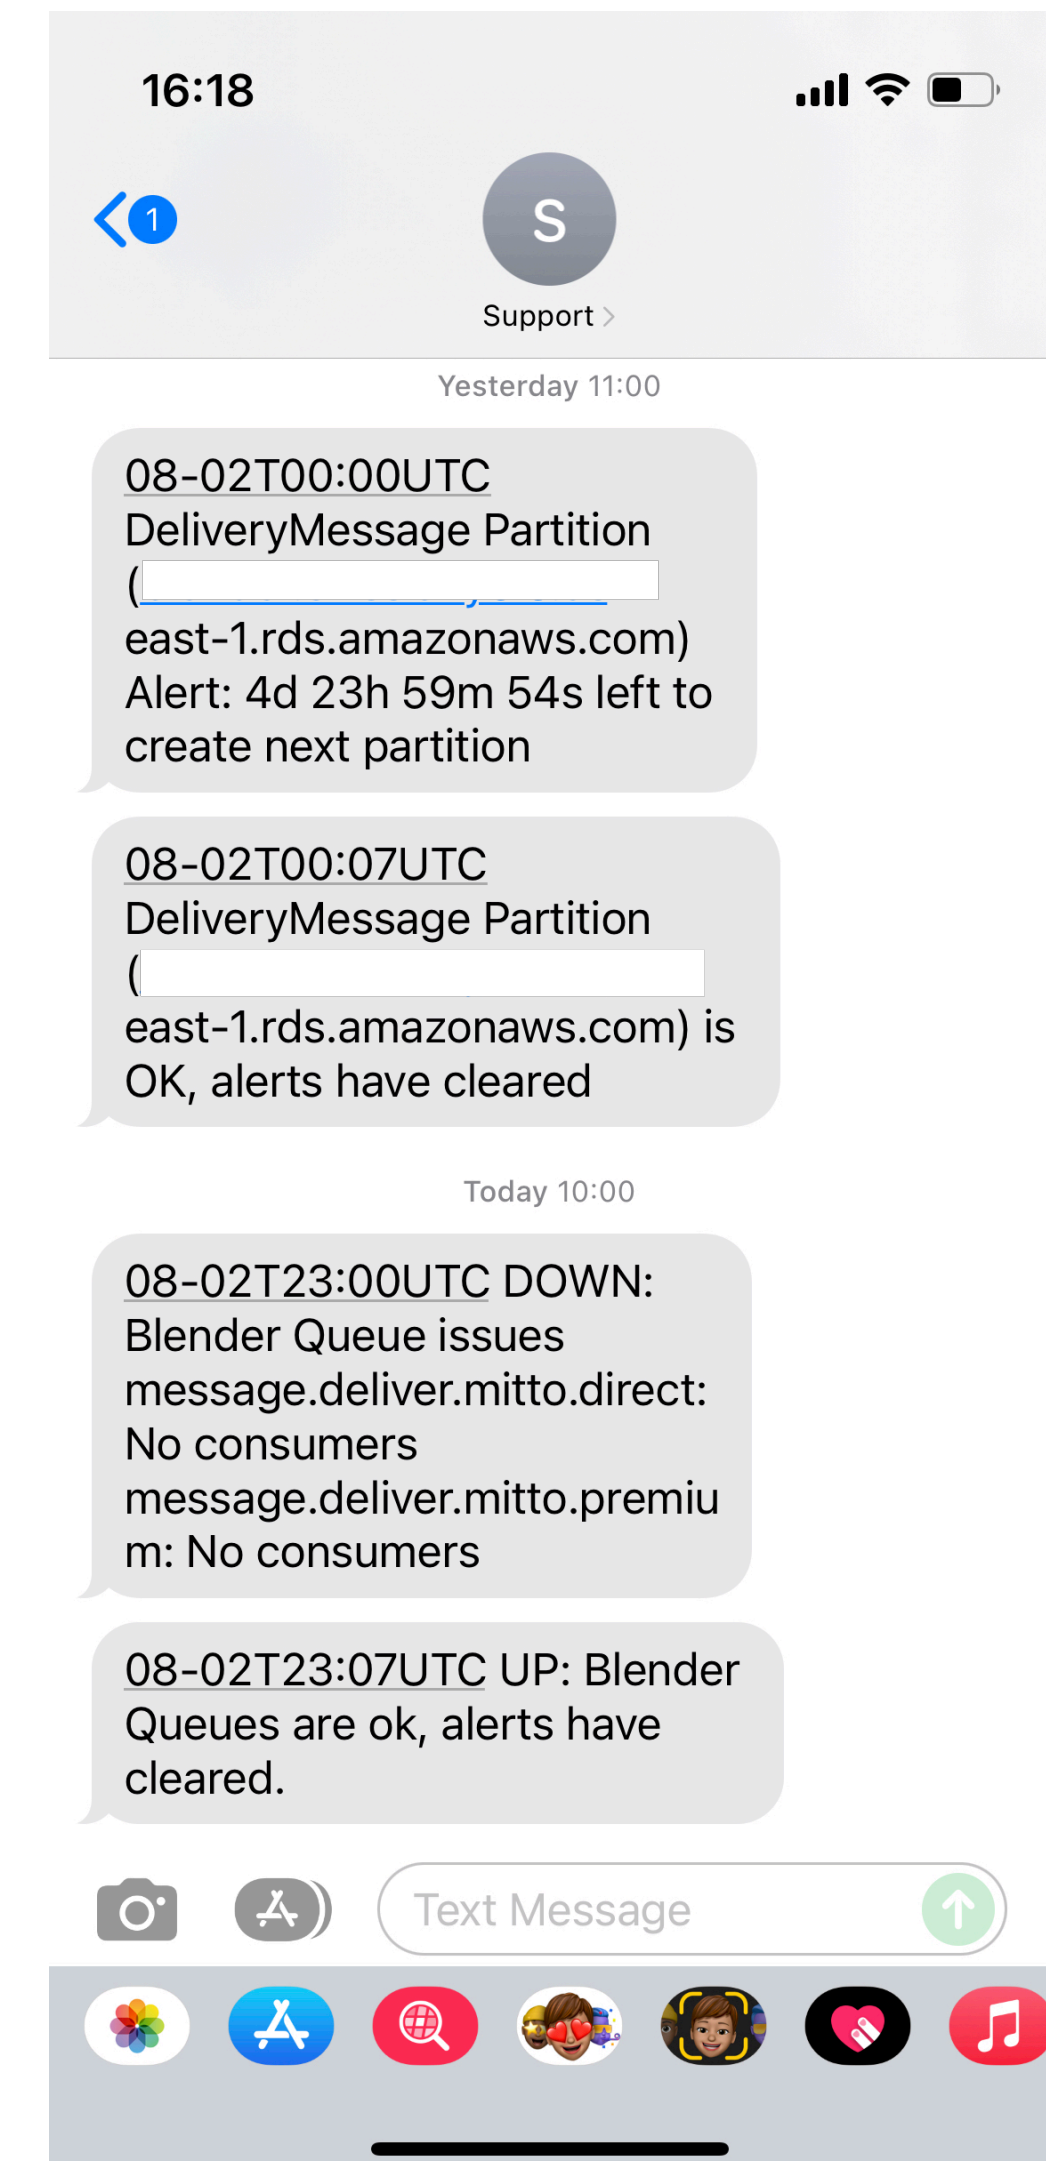 16:18
1
S
Support
Yesterday 11:00
08-02T00:00UTC
DeliveryMessage Partition
(
east-1.rds.amazonaws.com)
Alert: 4d 23h 59m 54s left to
create next partition
08-02T00:07UTC
DeliveryMessage Partition
(
east-1.rds.amazonaws.com) is
OK, alerts have cleared
Today 10:00
08-02T23:00UTC DOWN:
Blender Queue issues
message.deliver.mitto.direct:
No consumers
message.deliver.mitto.premiu
m: No consumers
08-02T23:07UTC UP: Blender
Queues are ok, alerts have
cleared.
Text Message